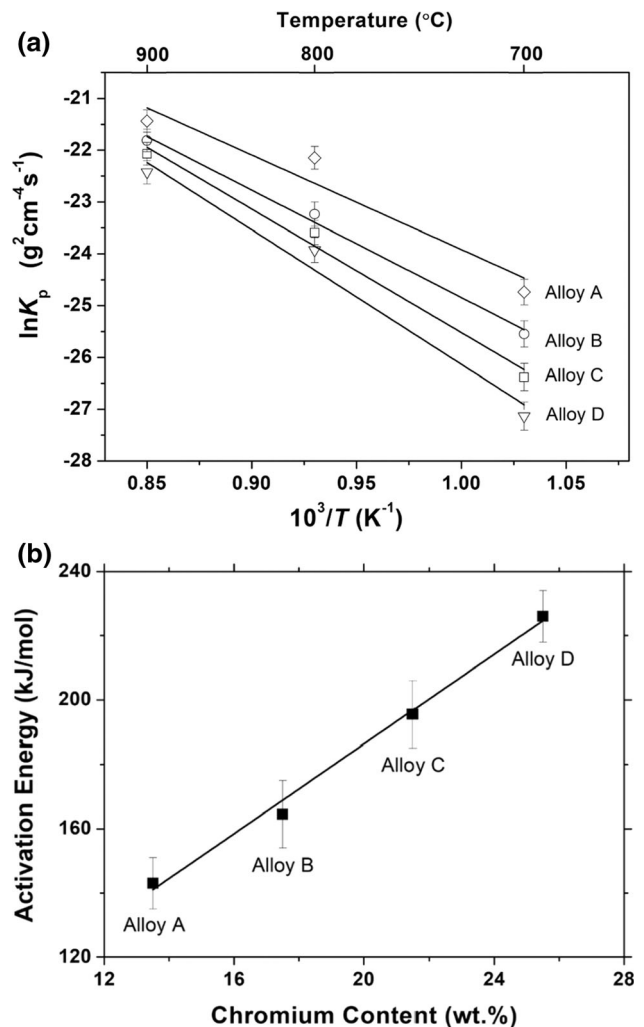 (a)
Temperature (°C)
900 800 700
-21
-22
-23
-24
-25
-26
-27
-28
lnKp (g²cm⁻⁴s⁻¹)
Alloy A
Alloy B
Alloy C
Alloy D
0.85 0.90 0.95 1.00 1.05
10³/T (K⁻¹)
(b)
240
200
160
120
Activation Energy (kJ/mol)
Alloy D
Alloy C
Alloy B
Alloy A
12 16 20 24 28
Chromium Content (wt.%)